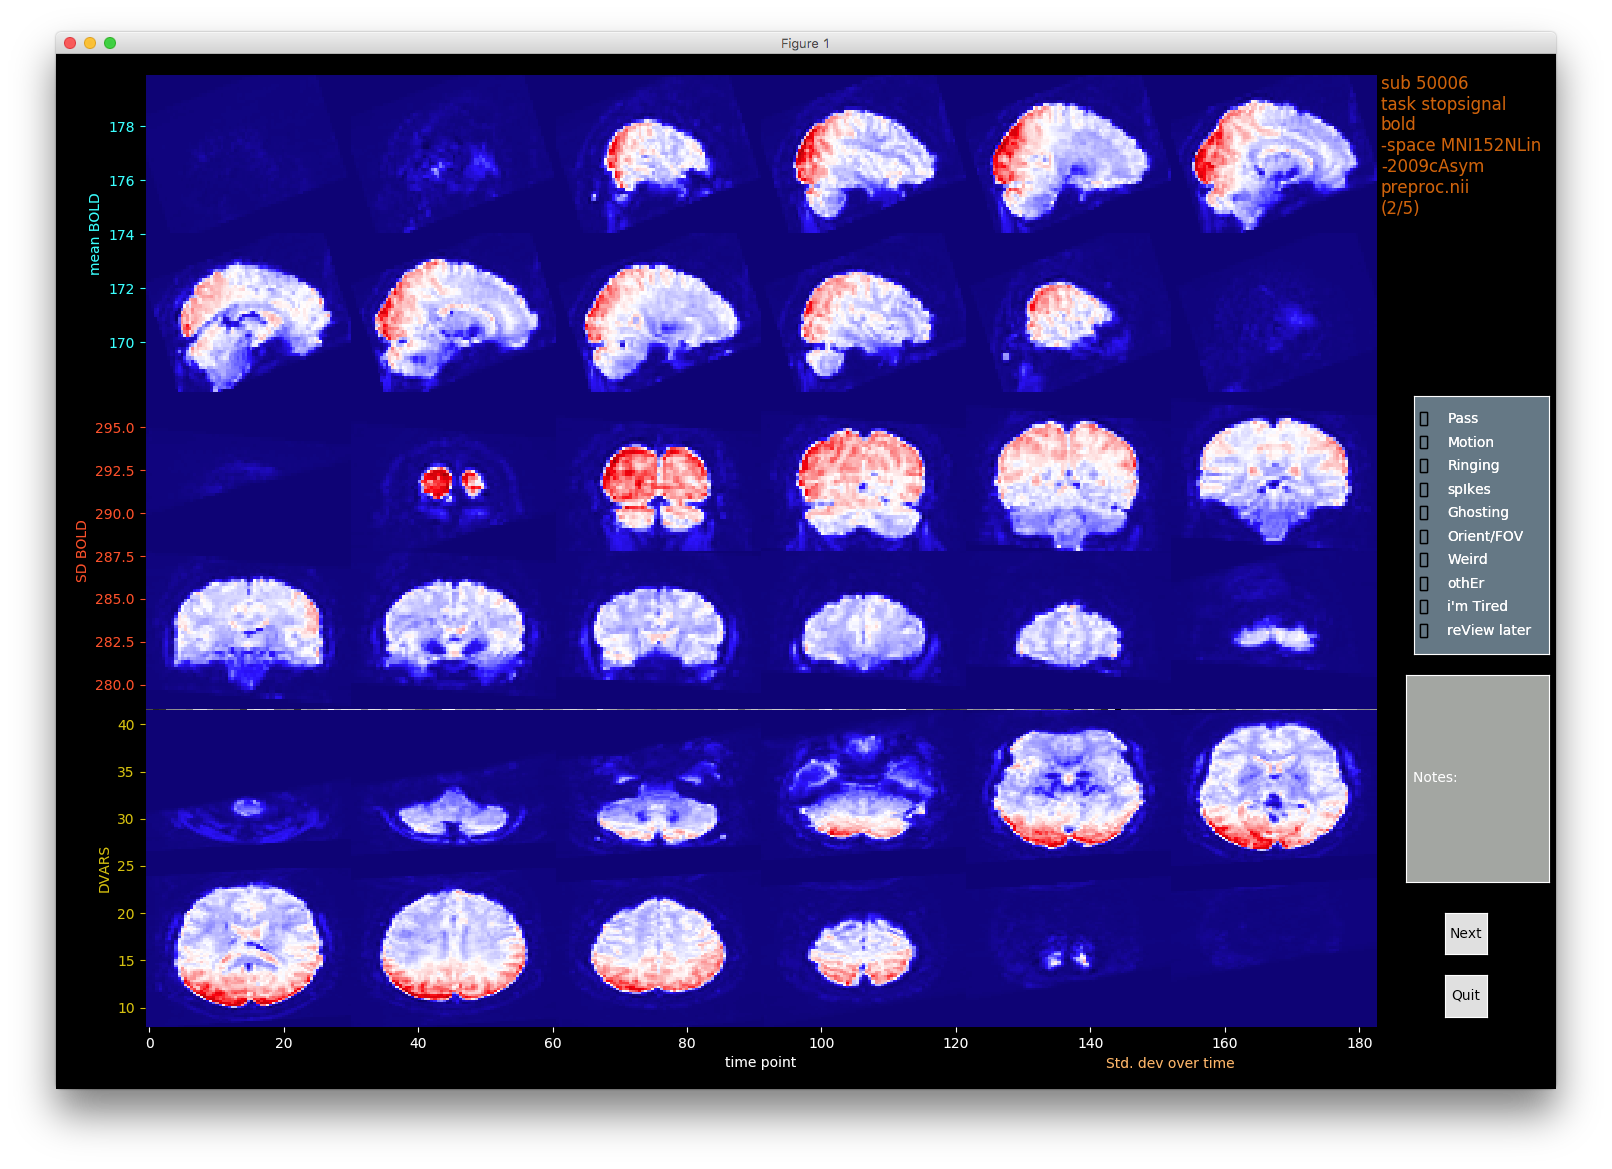 Figure 1
sub 50006
task stopsignal
bold
-space MNI152NLin
-2009cAsym
preproc.nii
(2/5)
mean BOLD
178
176
174
172
170
SD BOLD
295.0
292.5
290.0
287.5
285.0
282.5
280.0
DVARS
40
35
30
25
20
15
10
0 20 40 60 80 100 120 140 160 180
time point
Std. dev over time
Pass
Motion
Ringing
spIkes
Ghosting
Orient/FOV
Weird
othEr
i'm Tired
reView later
Notes:
Next
Quit